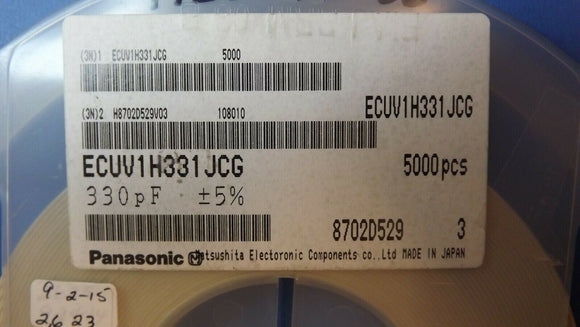 (3N)1 ECUV1H331JCG 5000
(3N)2 H8702D529V03 108010
ECUV1H331JCG
ECUV1H331JCG 5000pcs
330pF ±5%
8702D529 3
Panasonic Matsushita Electoronic Components co.,Ltd MADE IN JAPAN
9-2-15
26 23